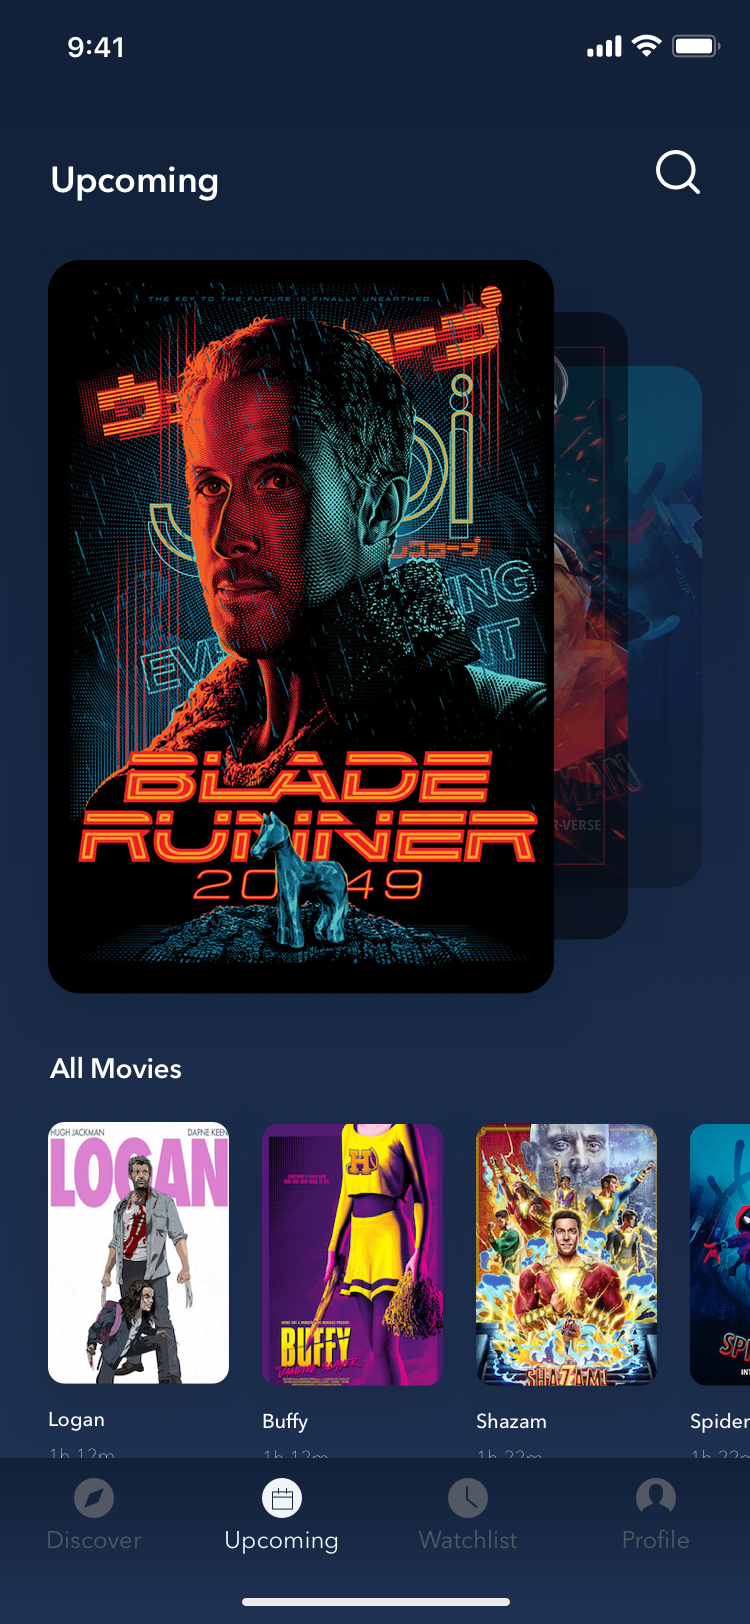 9:41
Upcoming
THE KEY TO THE FUTURE IS FINALLY UNEARTHED.
BLADE
RUNNER
2049
R-VERSE
All Movies
HUGH JACKMAN DAFNE KEEN
LOGAN
BUFFY
VAMPIRE SLAYER
SHAZAM!
Logan
Buffy
Shazam
Spider
1h 12m
1h 12m
1h 22m
1h 22m
Discover
Upcoming
Watchlist
Profile